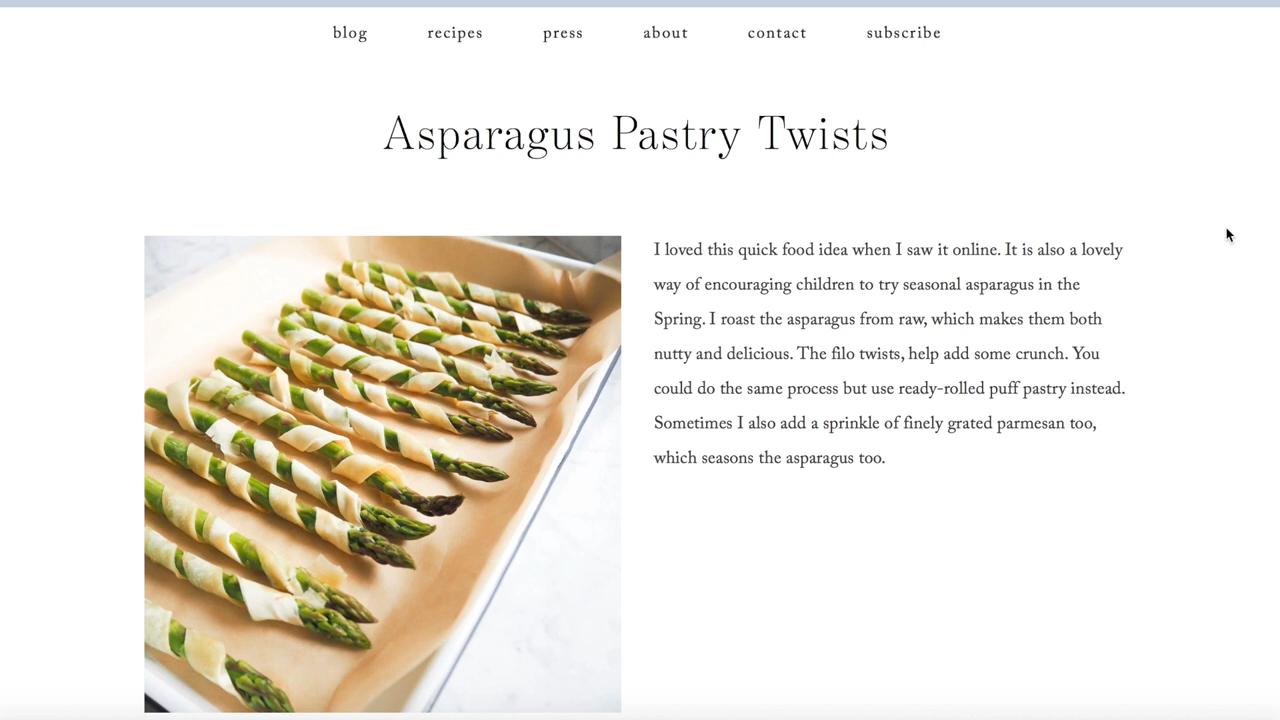 blog recipes press about contact subscribe
Asparagus Pastry Twists
I loved this quick food idea when I saw it online. It is also a lovely
way of encouraging children to try seasonal asparagus in the
Spring. I roast the asparagus from raw, which makes them both
nutty and delicious. The filo twists, help add some crunch. You
could do the same process but use ready-rolled puff pastry instead.
Sometimes I also add a sprinkle of finely grated parmesan too,
which seasons the asparagus too.